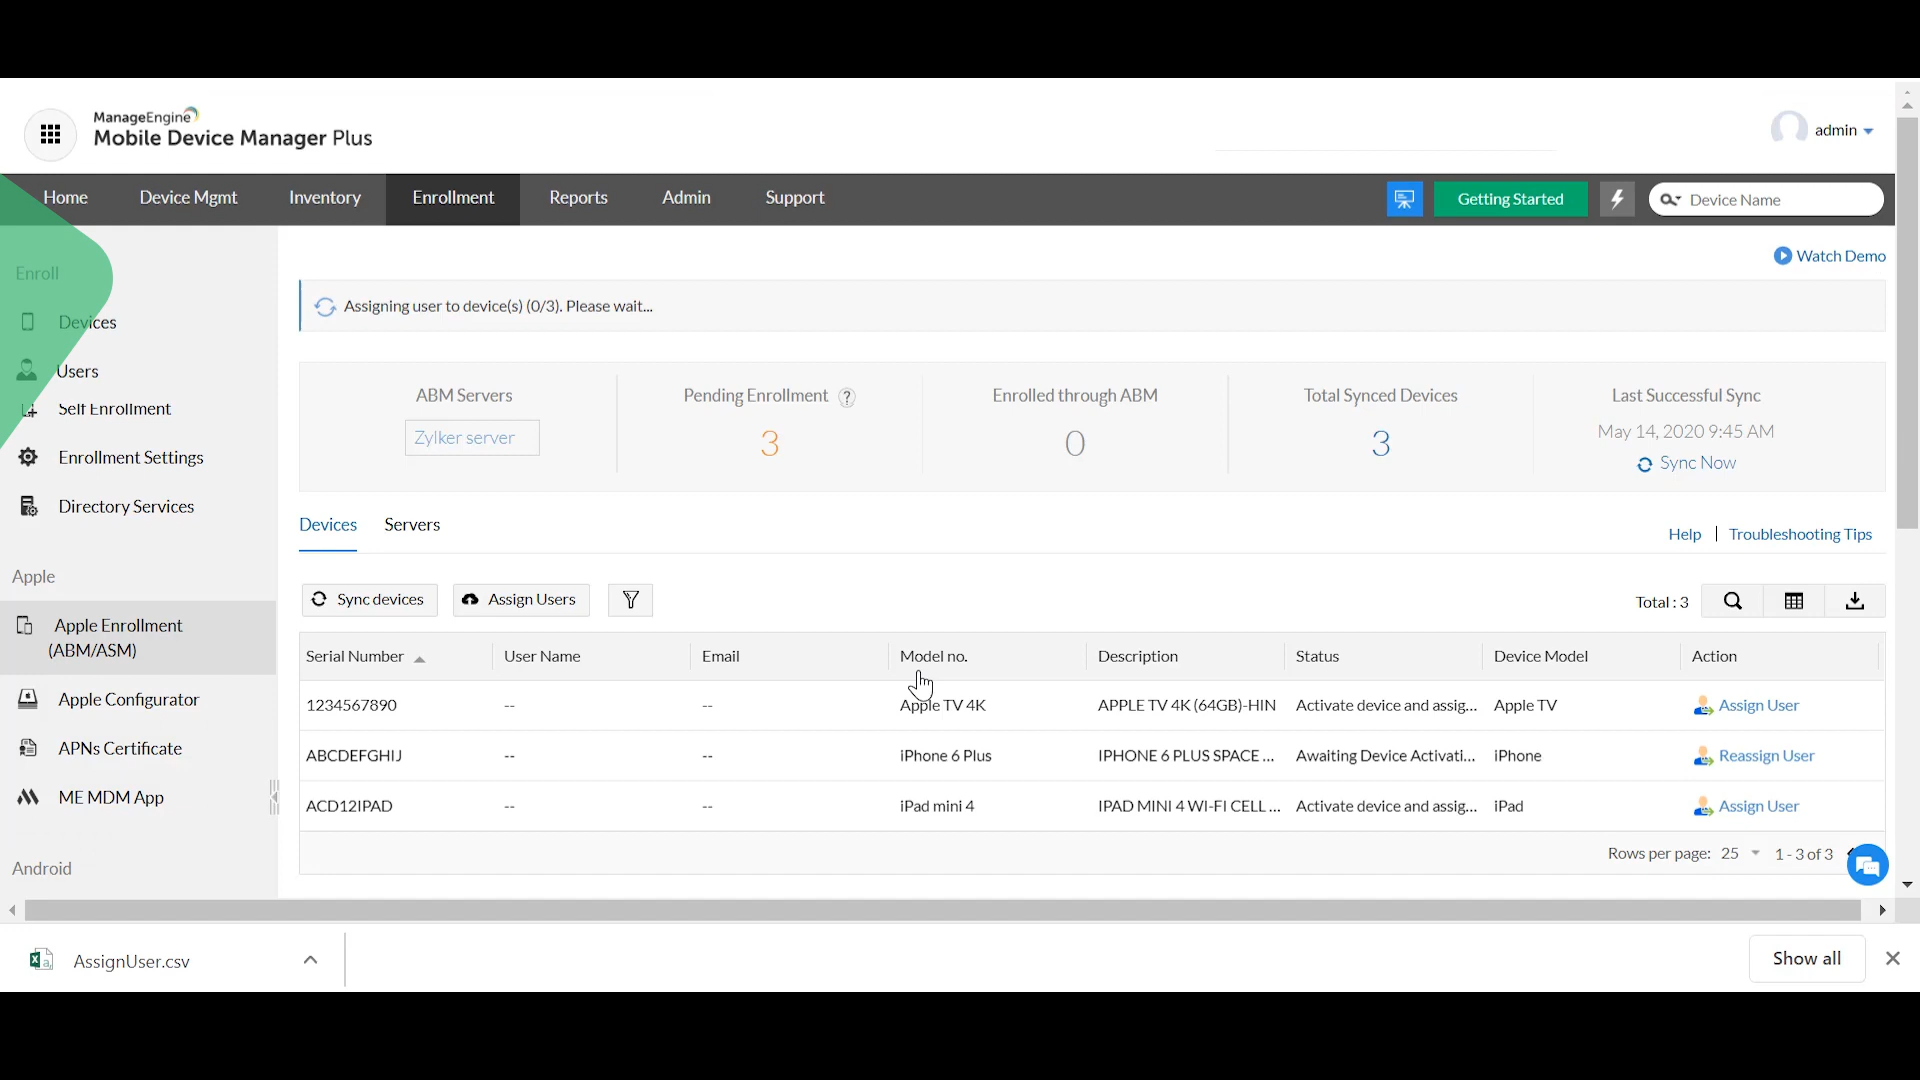 ManageEngine
Mobile Device Manager Plus
admin
Home Device Mgmt Inventory Enrollment Reports Admin Support Getting Started Device Name
Watch Demo
Enroll
Devices
Users
Self Enrollment
Enrollment Settings
Directory Services
Apple
Apple Enrollment
(ABM/ASM)
Apple Configurator
APNs Certificate
ME MDM App
Android
Assigning user to device(s) (0/3). Please wait...
ABM Servers
Zylker server
Pending Enrollment ?
3
Enrolled through ABM
0
Total Synced Devices
3
Last Successful Sync
May 14, 2020 9:45 AM
Sync Now
Devices Servers
Help | Troubleshooting Tips
Sync devices Assign Users
Total : 3
Serial Number User Name Email Model no. Description Status Device Model Action
1234567890 -- -- Apple TV 4K APPLE TV 4K (64GB)-HIN Activate device and assig... Apple TV Assign User
ABCDEFGHIJ -- -- iPhone 6 Plus IPHONE 6 PLUS SPACE ... Awaiting Device Activati... iPhone Reassign User
ACD12IPAD -- -- iPad mini 4 IPAD MINI 4 WI-FI CELL ... Activate device and assig... iPad Assign User
Rows per page: 25 1 - 3 of 3
AssignUser.csv
Show all